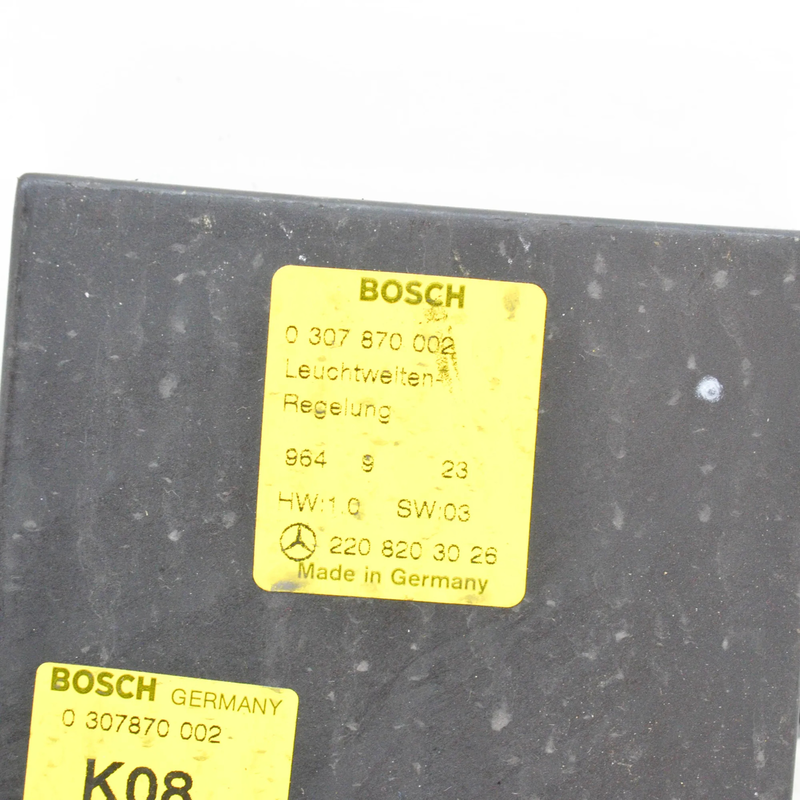 BOSCH
0 307 870 002
Leuchtweiten-
Regelung
964 9 23
HW:1.0 SW:03
220 820 30 26
Made in Germany
BOSCH GERMANY
0 307870 002
K08